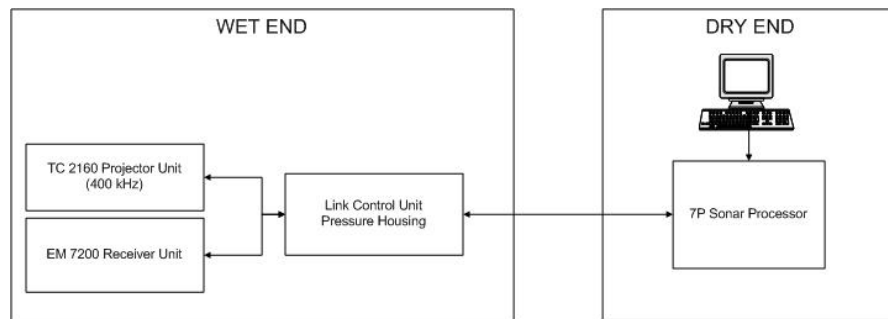 WET END
DRY END
TC 2160 Projector Unit
(400 kHz)
Link Control Unit
Pressure Housing
7P Sonar Processor
EM 7200 Receiver Unit